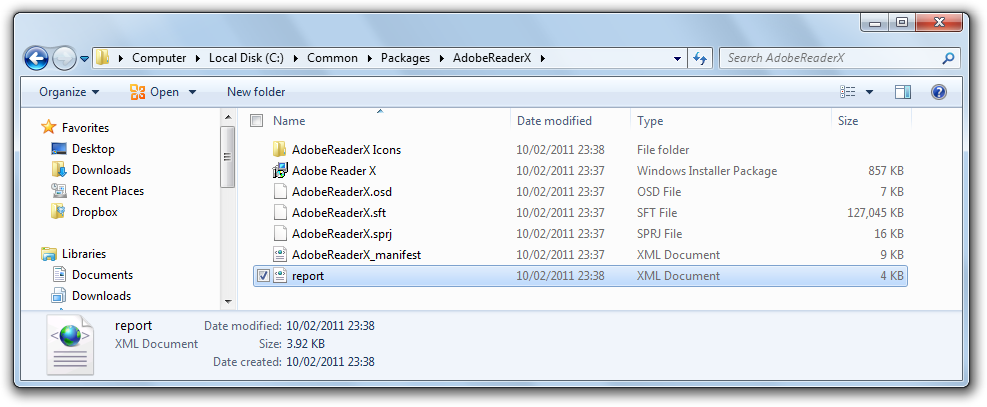 Computer Local Disk (C:) Common Packages AdobeReaderX Search AdobeReaderX
Organize Open New folder
Favorites
Desktop
Downloads
Recent Places
Dropbox
Libraries
Documents
Downloads
Name Date modified Type Size
AdobeReaderX Icons 10/02/2011 23:38 File folder
Adobe Reader X 10/02/2011 23:37 Windows Installer Package 857 KB
AdobeReaderX.osd 10/02/2011 23:37 OSD File 7 KB
AdobeReaderX.sft 10/02/2011 23:37 SFT File 127,045 KB
AdobeReaderX.sprj 10/02/2011 23:37 SPRJ File 16 KB
AdobeReaderX_manifest 10/02/2011 23:37 XML Document 9 KB
report 10/02/2011 23:38 XML Document 4 KB
report Date modified: 10/02/2011 23:38
XML Document Size: 3.92 KB
Date created: 10/02/2011 23:38